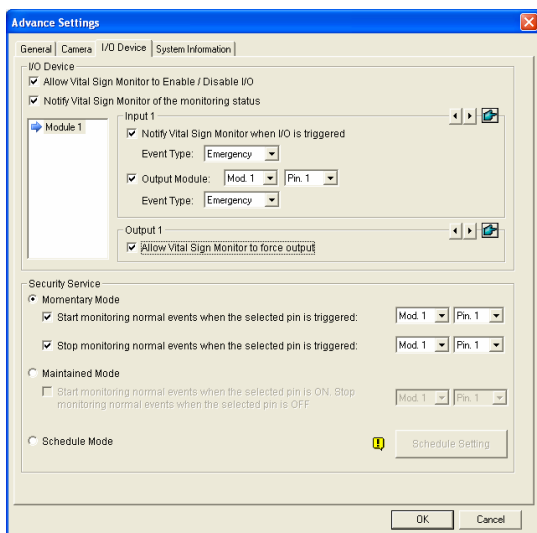 Advance Settings
General Camera I/O Device System Information
I/O Device
Allow Vital Sign Monitor to Enable / Disable I/O
Notify Vital Sign Monitor of the monitoring status
Module 1
Input 1
Notify Vital Sign Monitor when I/O is triggered
Event Type: Emergency
Output Module: Mod. 1 Pin. 1
Event Type: Emergency
Output 1
Allow Vital Sign Monitor to force output
Security Service
Momentary Mode
Start monitoring normal events when the selected pin is triggered: Mod. 1 Pin. 1
Stop monitoring normal events when the selected pin is triggered: Mod. 1 Pin. 1
Maintained Mode
Start monitoring normal events when the selected pin is ON. Stop
monitoring normal events when the selected pin is OFF
Mod. 1 Pin. 1
Schedule Mode
Schedule Setting
OK Cancel